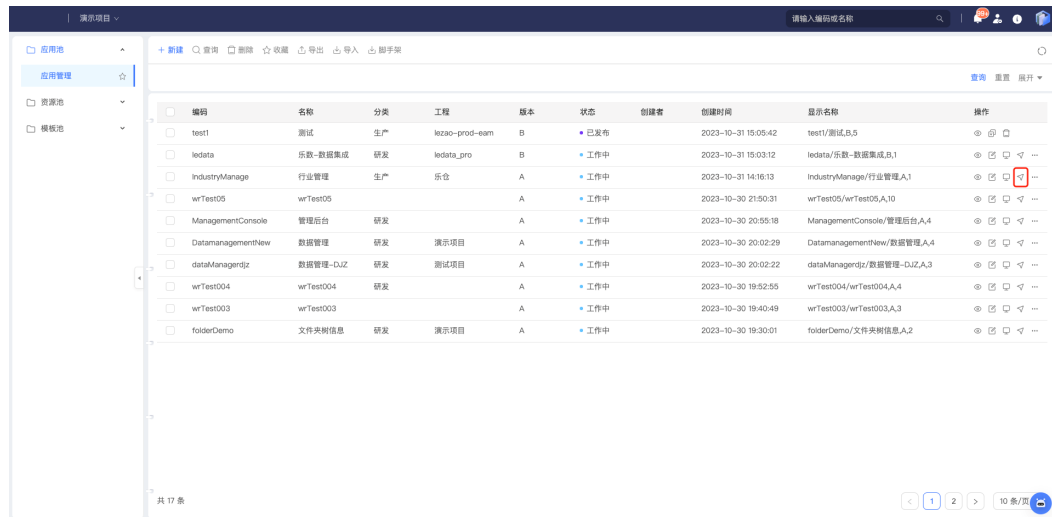 演示项目 请输入编码或名称 99+
应用池 + 新建 查询 删除 收藏 导出 导入 脚手架
应用管理 查询 重置 展开
资源池
模板池
编码 名称 分类 工程 版本 状态 创建者 创建时间 显示名称 操作
test1 测试 生产 lezao-prod-eam B 已发布 2023-10-31 15:05:42 test1/测试,B,5
ledata 乐数-数据集成 研发 ledata_pro B 工作中 2023-10-31 15:03:12 ledata/乐数-数据集成,B,1
IndustryManage 行业管理 生产 乐仓 A 工作中 2023-10-31 14:16:13 IndustryManage/行业管理,A,1
wrTest05 wrTest05 A 工作中 2023-10-30 21:50:31 wrTest05/wrTest05,A,10
ManagementConsole 管理后台 研发 A 工作中 2023-10-30 20:55:18 ManagementConsole/管理后台,A,4
DatamanagementNew 数据管理 研发 演示项目 A 工作中 2023-10-30 20:02:29 DatamanagementNew/数据管理,A,4
dataManagerdjz 数据管理-DJZ 研发 测试项目 A 工作中 2023-10-30 20:02:22 dataManagerdjz/数据管理-DJZ,A,3
wrTest004 wrTest004 研发 A 工作中 2023-10-30 19:52:55 wrTest004/wrTest004,A,4
wrTest003 wrTest003 A 工作中 2023-10-30 19:40:49 wrTest003/wrTest003,A,3
folderDemo 文件夹树信息 研发 演示项目 A 工作中 2023-10-30 19:30:01 folderDemo/文件夹树信息,A,2
共 17 条 < 1 2 > 10 条/页